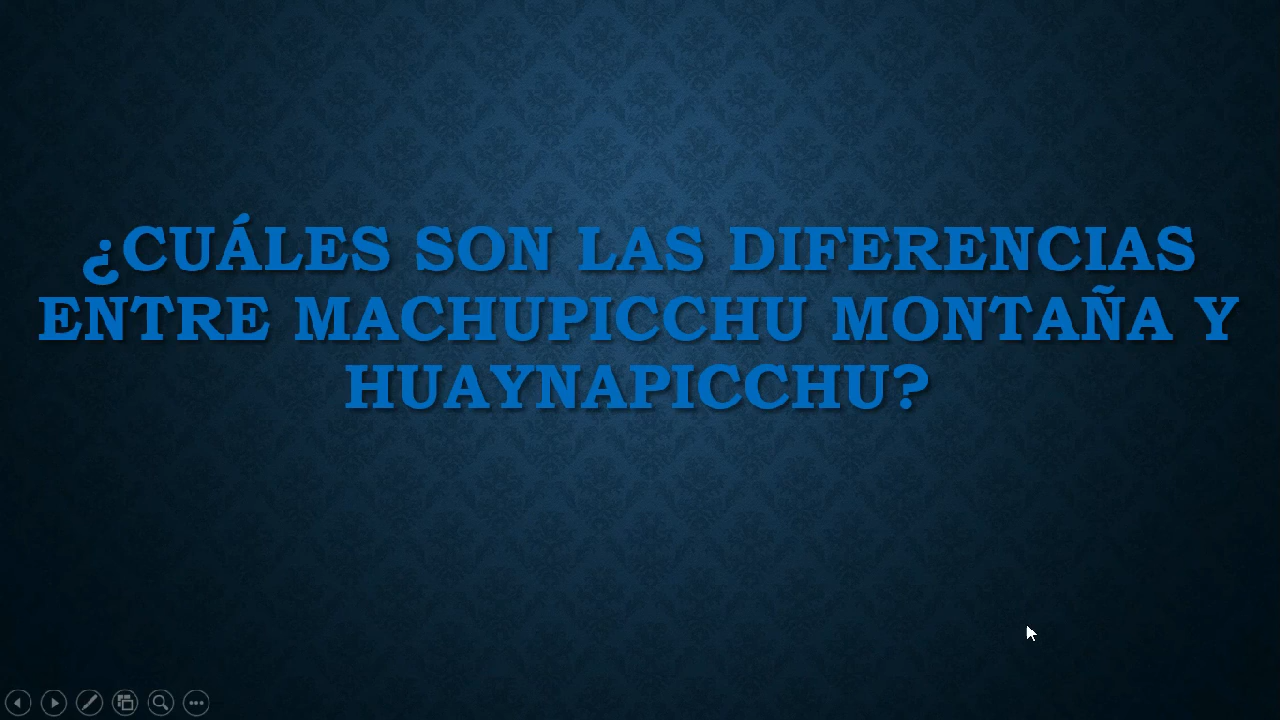 ¿CUÁLES SON LAS DIFERENCIAS
ENTRE MACHUPICCHU MONTAÑA Y
HUAYNAPICCHU?